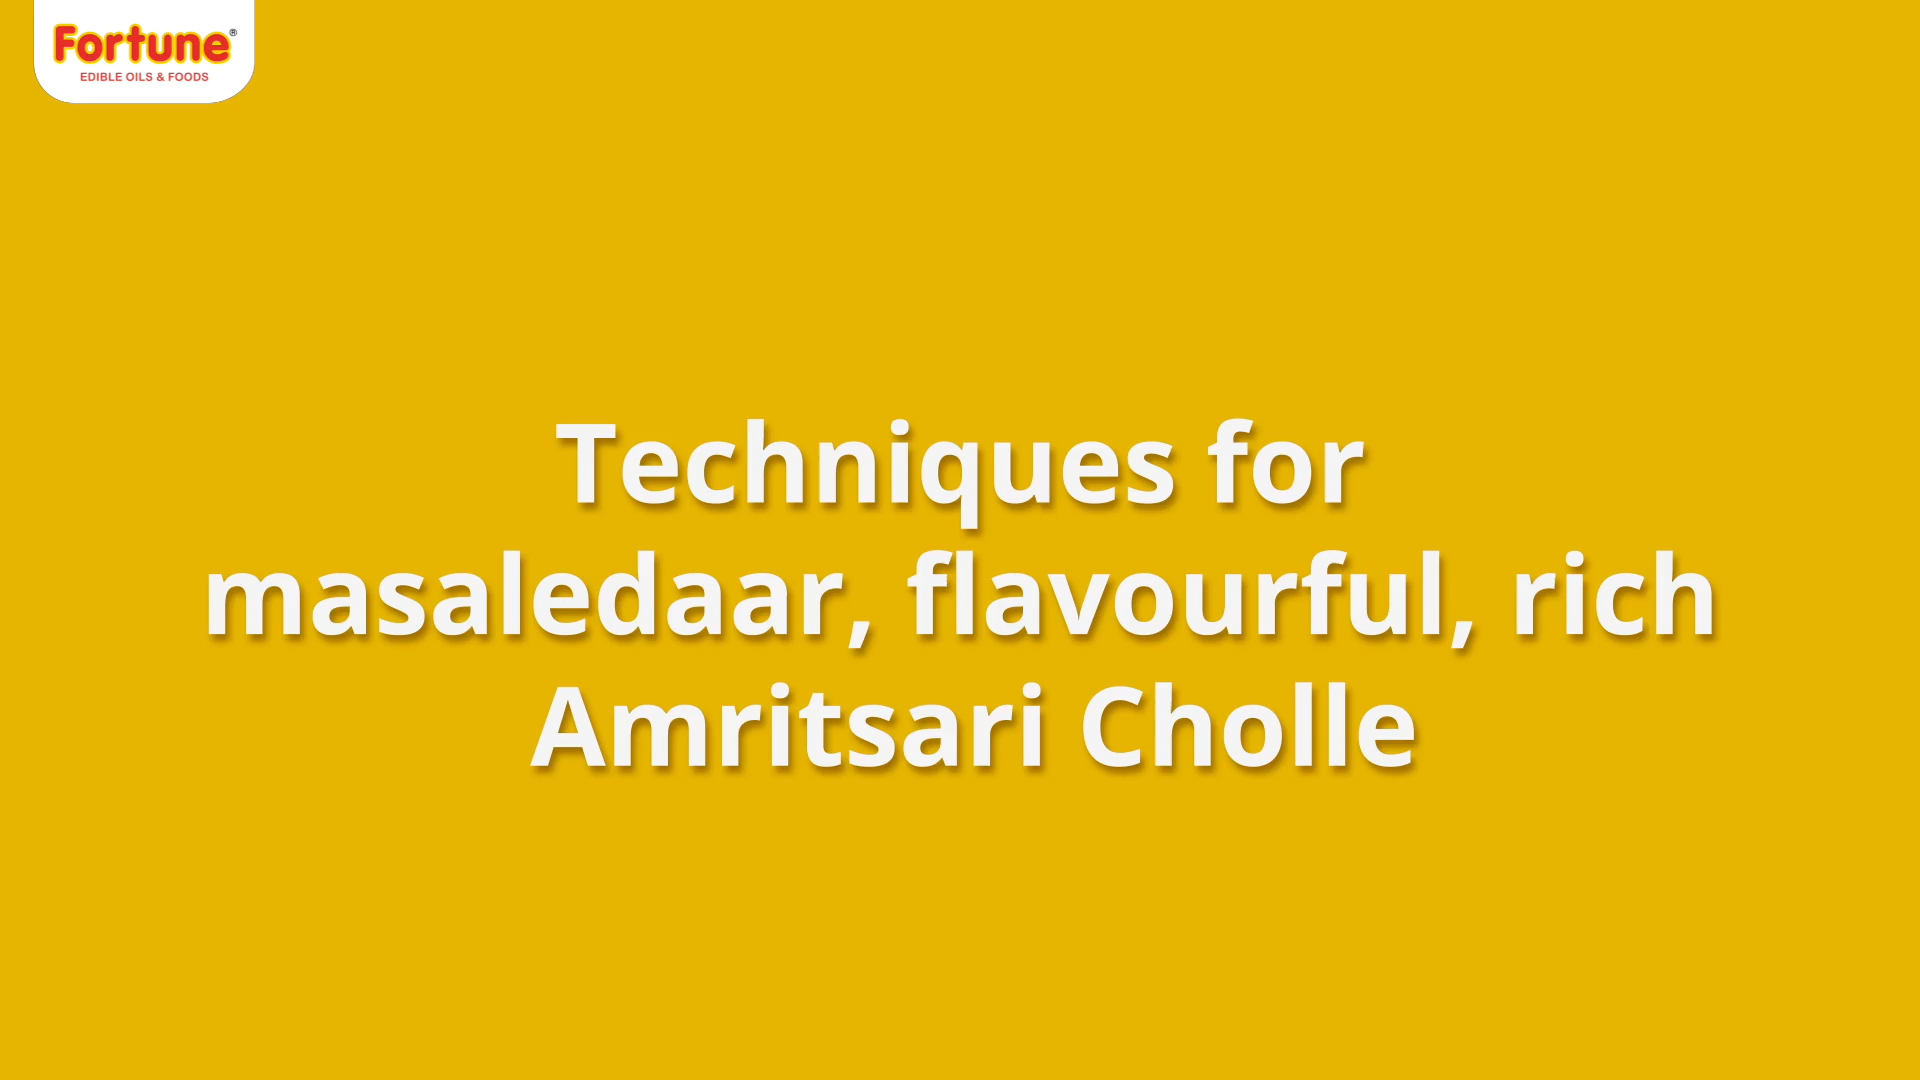 Fortune®
EDIBLE OILS & FOODS
Techniques for
masaledaar, flavourful, rich
Amritsari Cholle